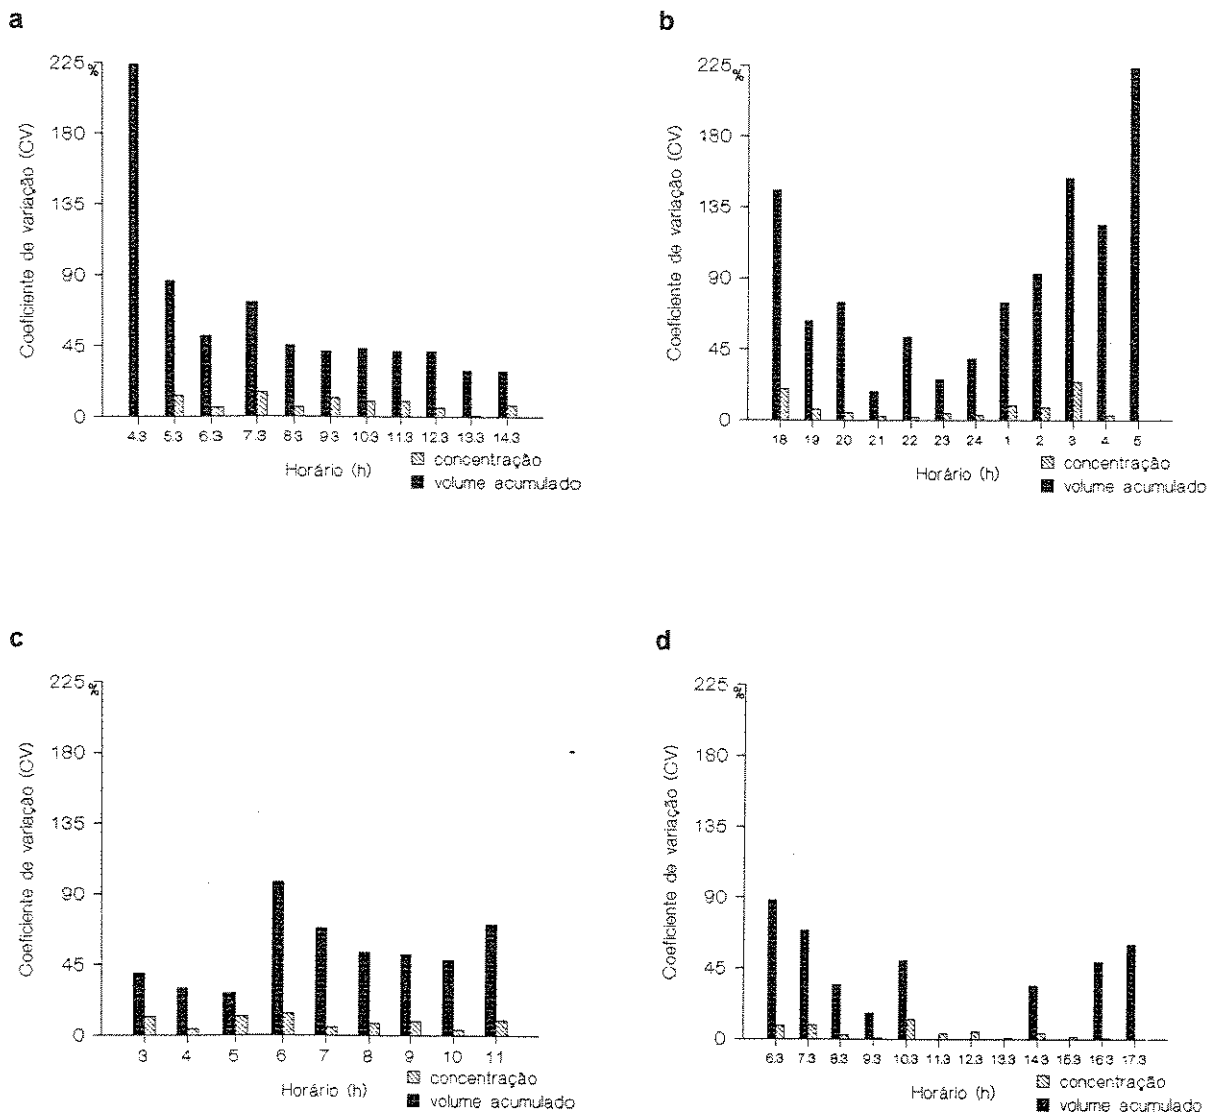 a
225 %
180
135
90
45
0
Coeficiente de variação (CV)
4.3 5.3 6.3 7.3 8.3 9.3 10.3 11.3 12.3 13.3 14.3
Horário (h)
concentração
volume acumulado
b
225 %
180
135
90
45
0
Coeficiente de variação (CV)
18 19 20 21 22 23 24 1 2 3 4 5
Horário (h)
concentração
volume acumulado
c
225 %
180
135
90
45
0
Coeficiente de variação (CV)
3 4 5 6 7 8 9 10 11
Horário (h)
concentração
volume acumulado
d
225 %
180
135
90
45
0
Coeficiente de variação (CV)
6.3 7.3 8.3 9.3 10.3 11.3 12.3 13.3 14.3 15.3 16.3 17.3
Horário (h)
concentração
volume acumulado